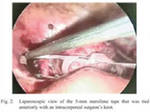 Fig. 2 Laparoscopic view of the 5-mm mersilene tape that was tied
anteriorly with an intracorporeal surgeon's knot.